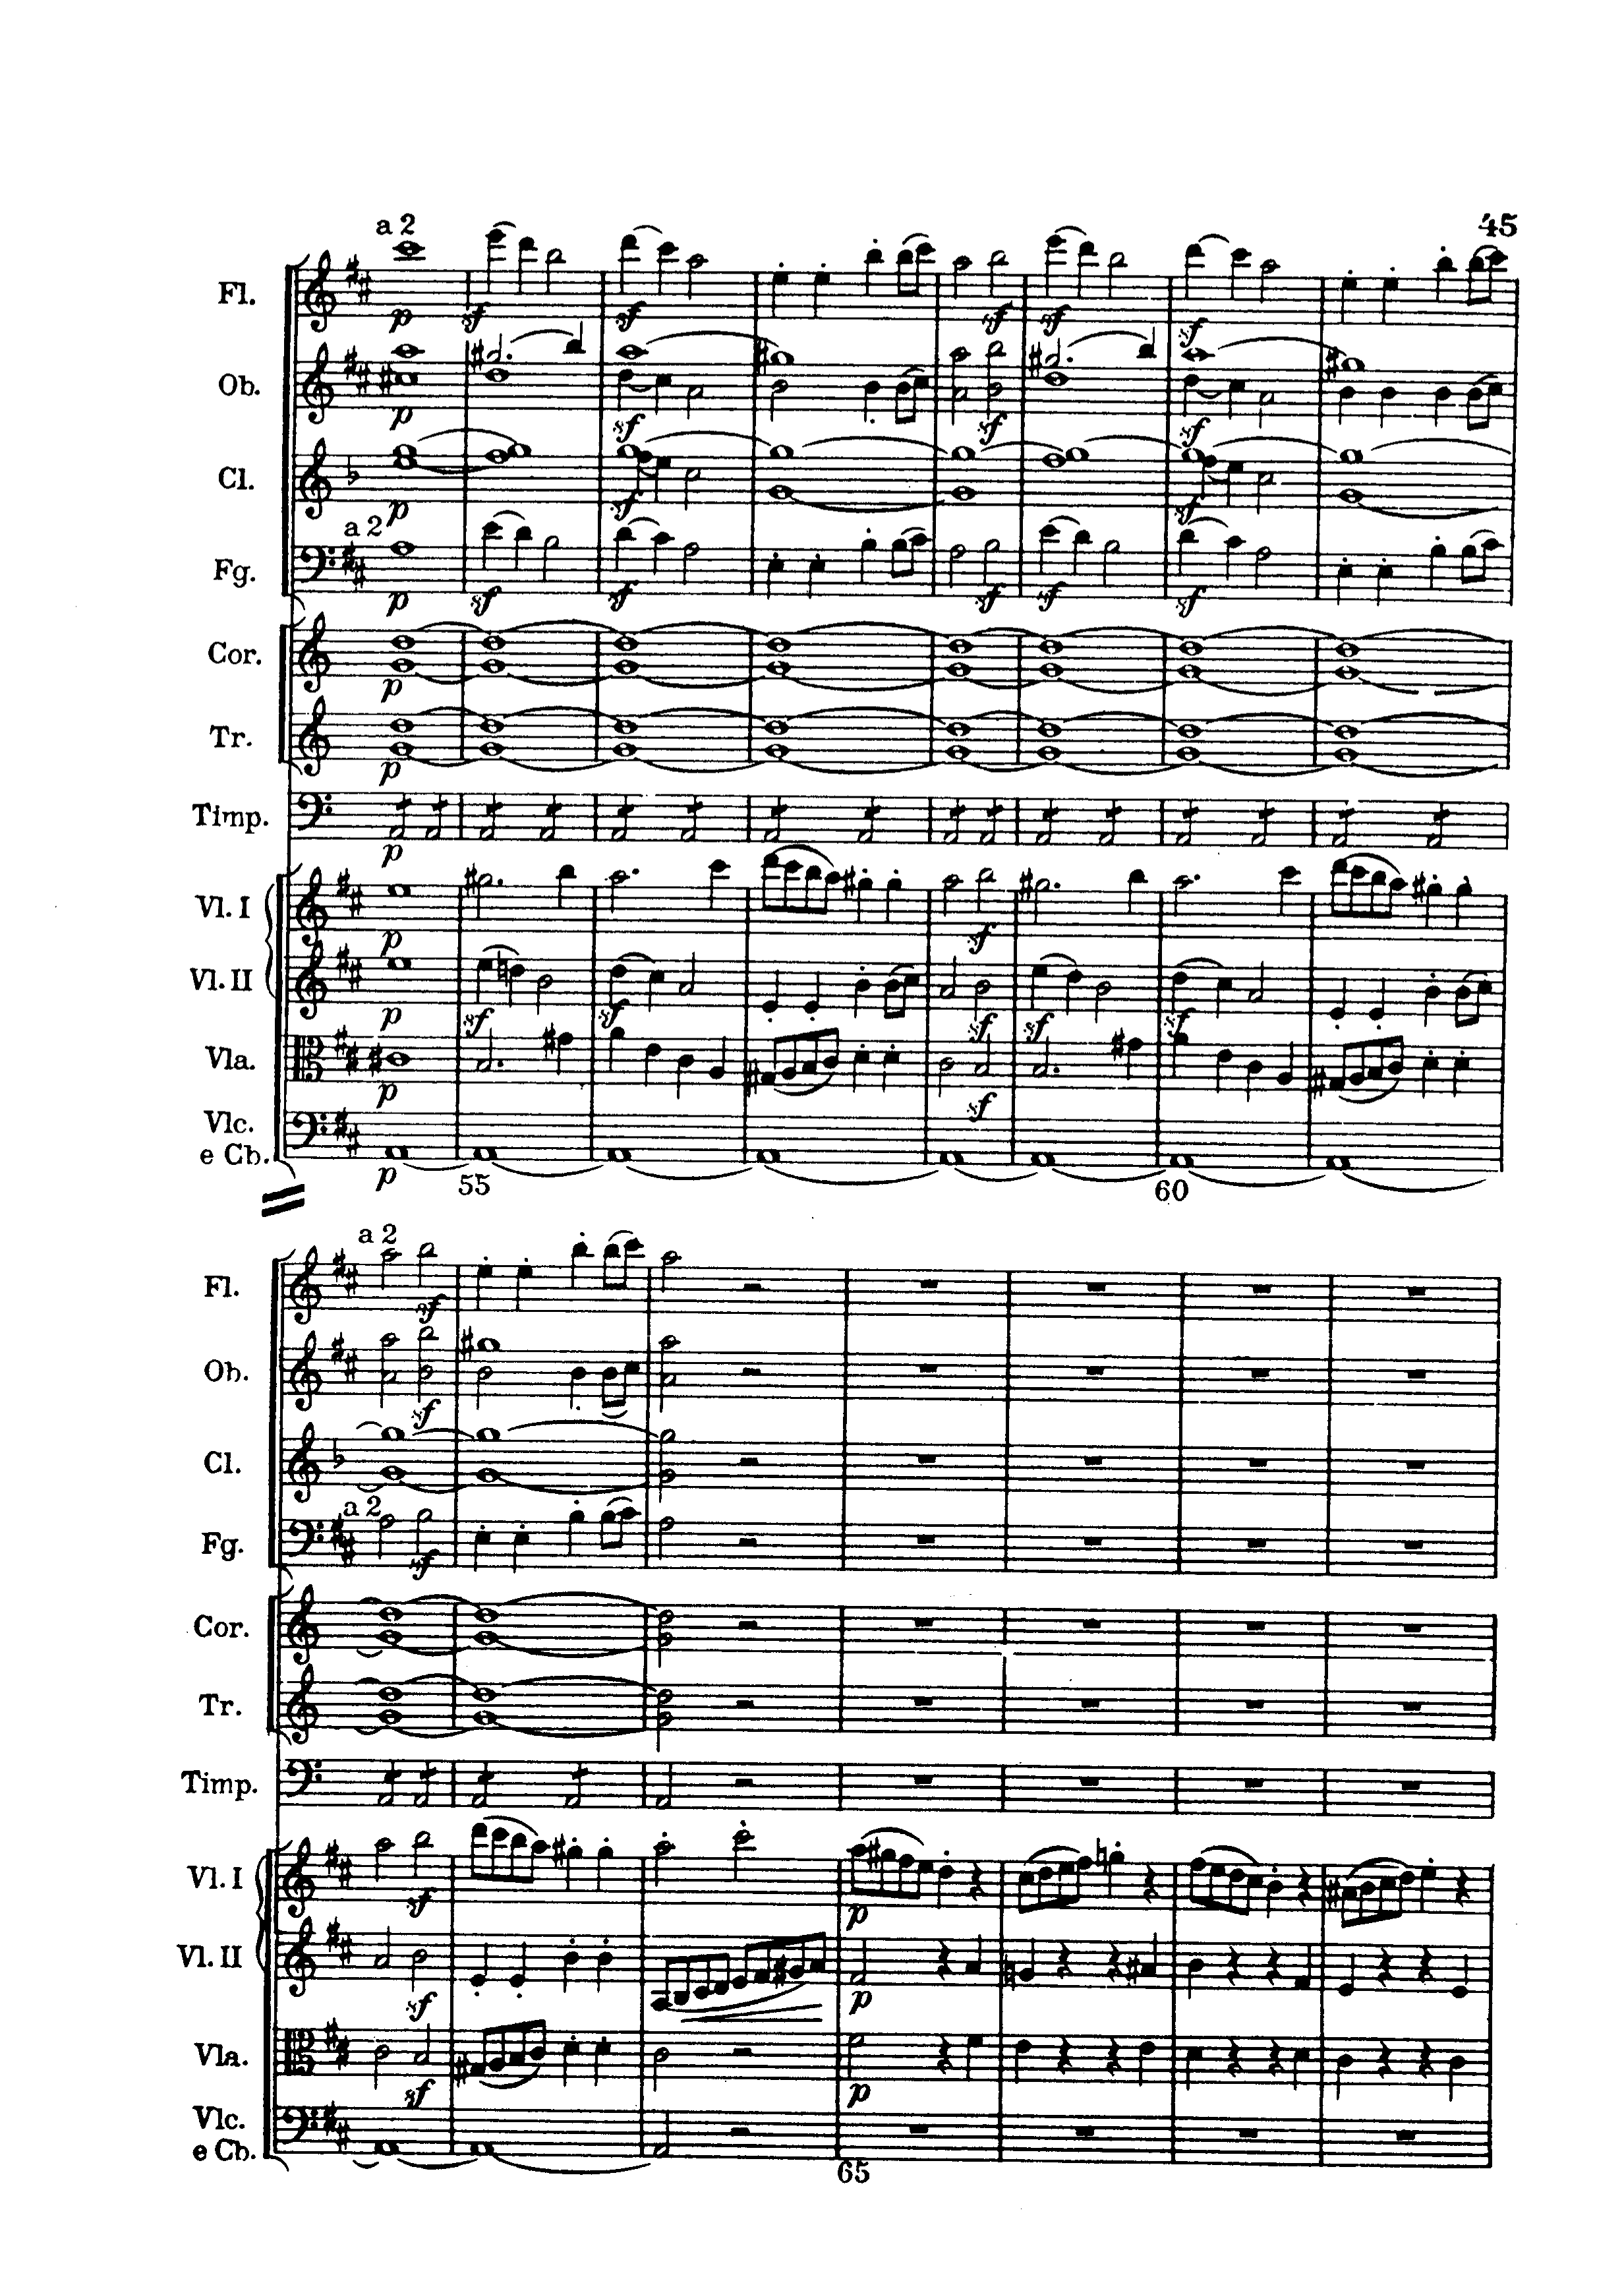 45
a 2
Fl.
p
sf
sf
sf
sf
sf
Ob.
p
sf
sf
sf
Cl.
p
sf
sf
a 2
Fg.
p
sf
sf
sf
sf
sf
Cor.
p
Tr.
p
Timp.
p
Vl. I
p
sf
Vl. II
p
sf
sf
sf
sf
sf
Vla.
p
sf
Vlc.
e Cb.
p
55
60
a 2
Fl.
sf
Ob.
sf
Cl.
a 2
Fg.
sf
Cor.
Tr.
Timp.
Vl. I
sf
p
Vl. II
sf
p
Vla.
sf
p
Vlc.
e Cb.
65